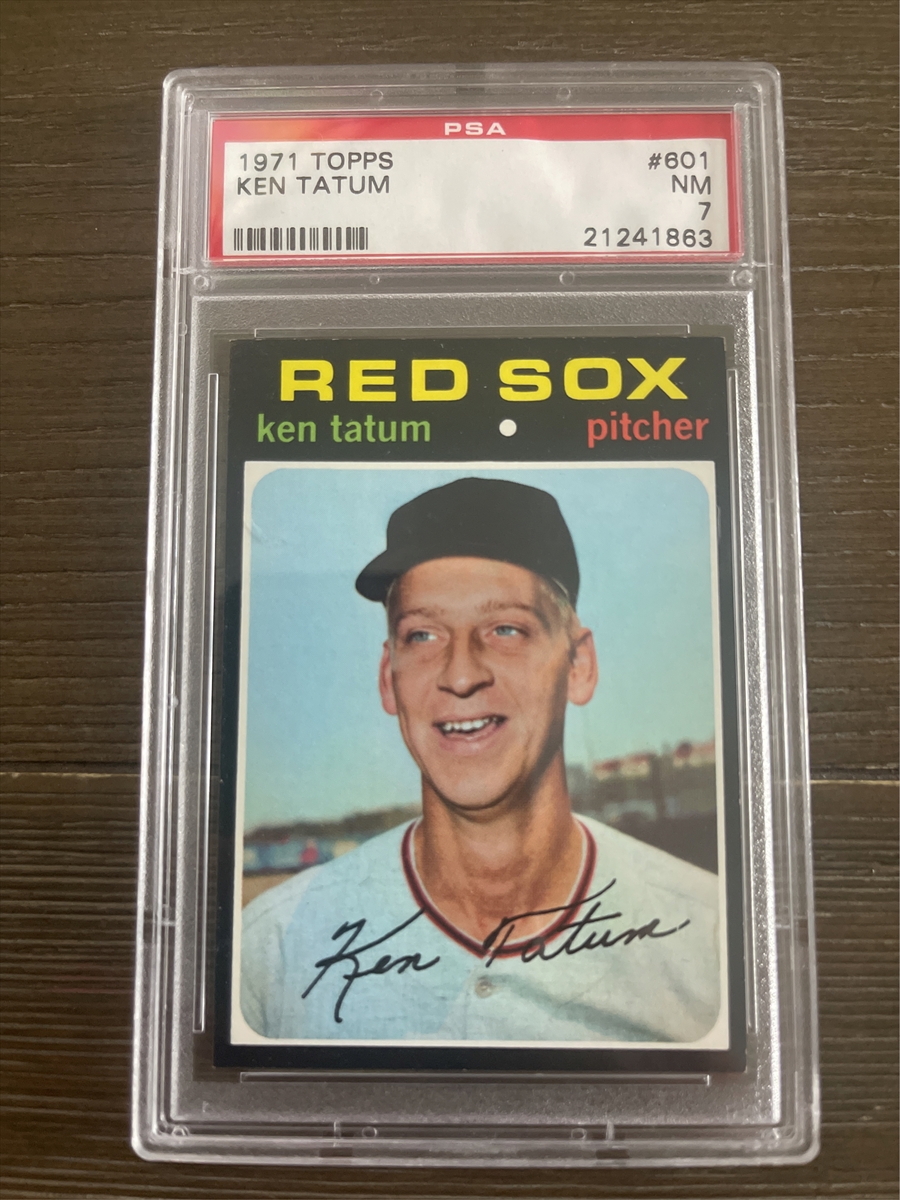 PSA
1971 TOPPS #601
KEN TATUM NM
7
21241863
RED SOX
ken tatum pitcher
Ken Tatum